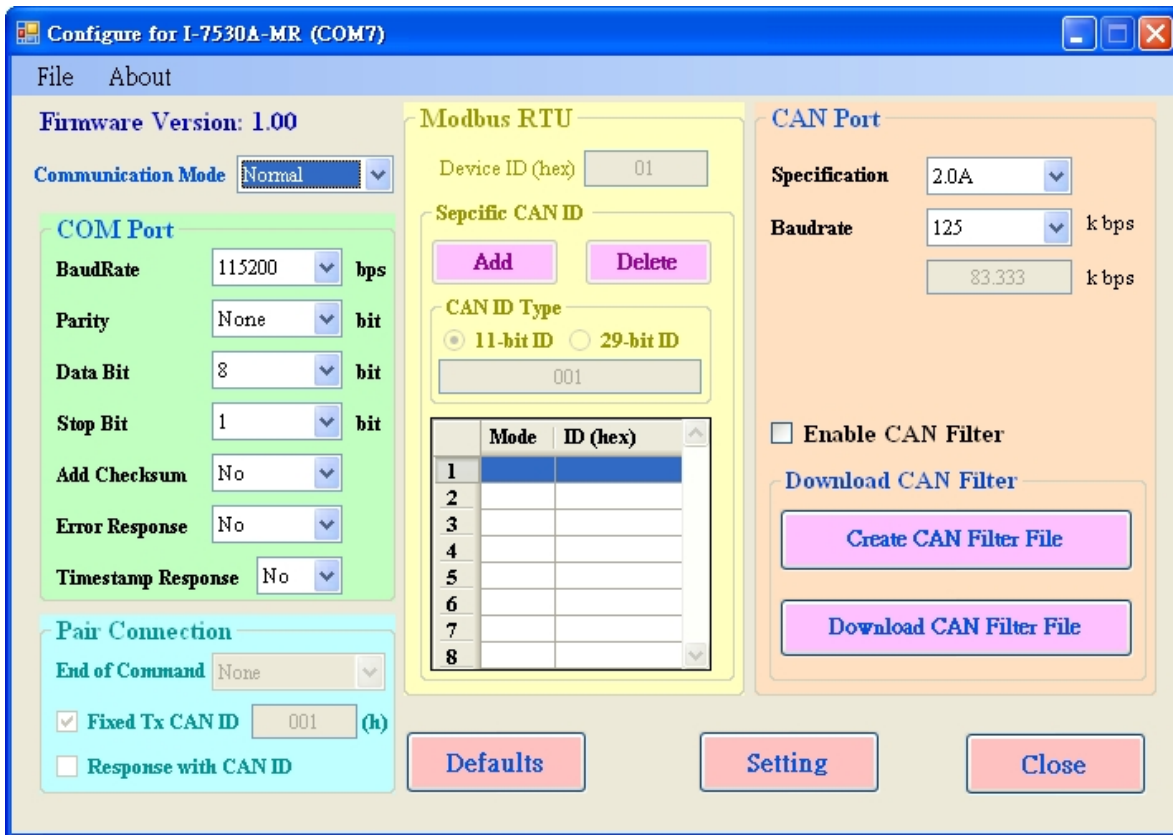 Configure for I-7530A-MR (COM7)
File About
Firmware Version: 1.00
Communication Mode Normal
COM Port
BaudRate 115200 bps
Parity None bit
Data Bit 8 bit
Stop Bit 1 bit
Add Checksum No
Error Response No
Timestamp Response No
Pair Connection
End of Command None
Fixed Tx CAN ID 001 (h)
Response with CAN ID
Modbus RTU
Device ID (hex) 01
Sepcific CAN ID
Add Delete
CAN ID Type
11-bit ID 29-bit ID
001
Mode ID (hex)
1
2
3
4
5
6
7
8
CAN Port
Specification 2.0A
Baudrate 125 k bps
83.333 k bps
Enable CAN Filter
Download CAN Filter
Create CAN Filter File
Download CAN Filter File
Defaults Setting Close